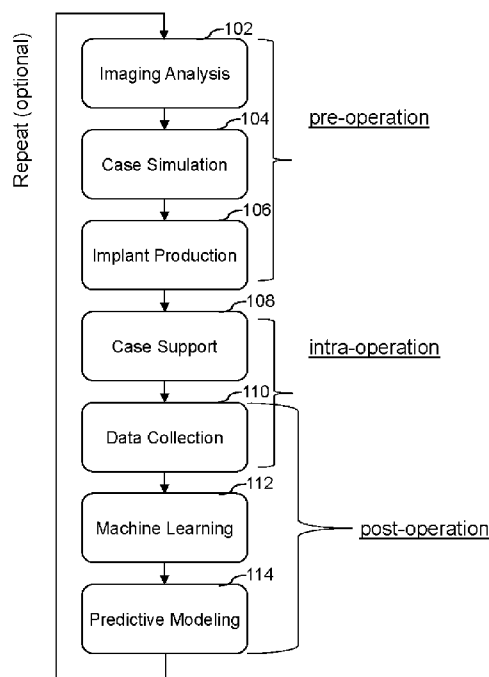 102
Imaging Analysis
pre-operation
104
Case Simulation
106
Implant Production
108
Case Support
intra-operation
110
Data Collection
112
Machine Learning
post-operation
114
Predictive Modeling
Repeat (optional)